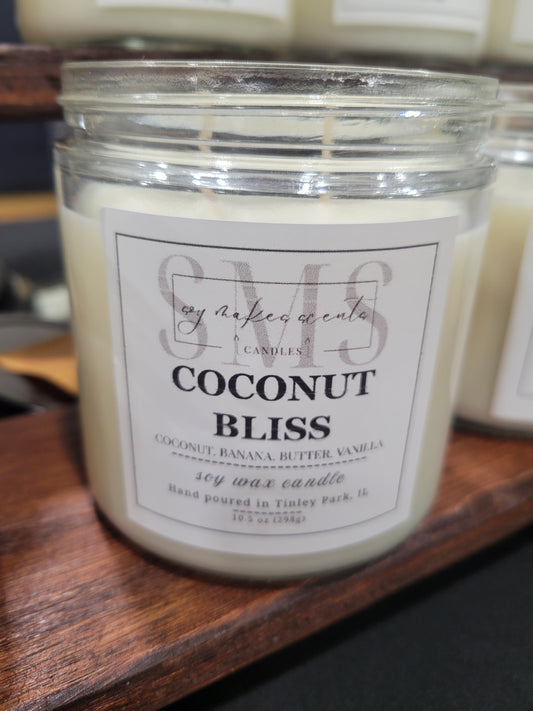 SMS
soy makes scents
CANDLES
COCONUT
BLISS
COCONUT, BANANA, BUTTER, VANILLA
soy wax candle
Hand poured in Tinley Park, IL
10.5 oz (298g)